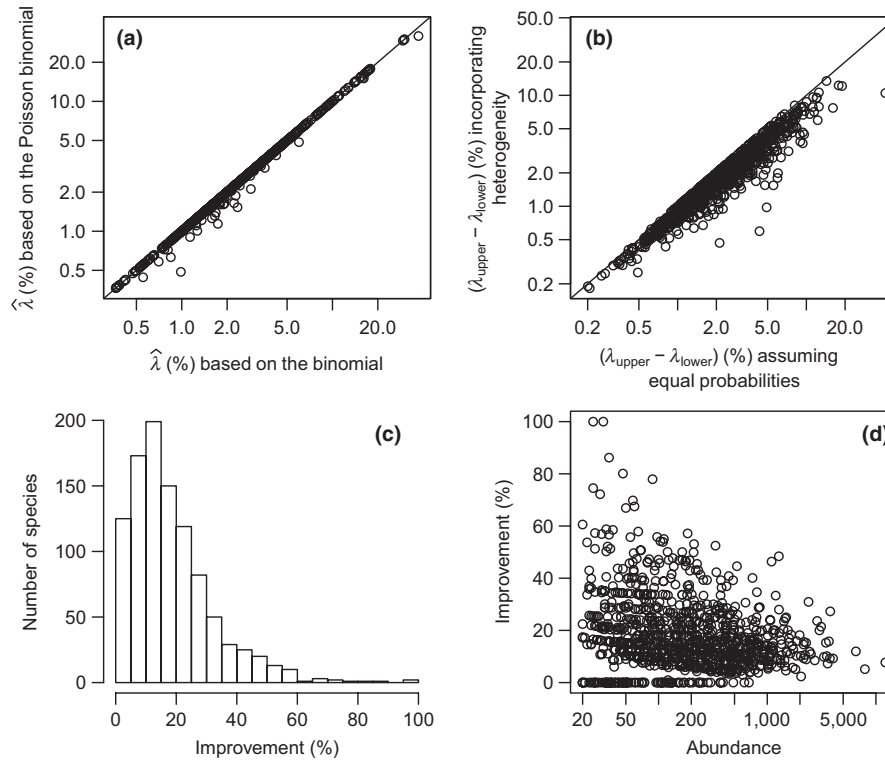 (a)
λ̂ (%) based on the Poisson binomial
20.0
10.0
5.0
2.0
1.0
0.5
0.5 1.0 2.0 5.0 20.0
λ̂ (%) based on the binomial
(b)
(λupper − λlower) (%) incorporating
heterogeneity
50.0
20.0
10.0
5.0
2.0
1.0
0.5
0.2
0.2 0.5 2.0 5.0 20.0
(λupper − λlower) (%) assuming
equal probabilities
(c)
Number of species
200
150
100
50
0
0 20 40 60 80 100
Improvement (%)
(d)
Improvement (%)
100
80
60
40
20
0
20 50 200 1,000 5,000
Abundance